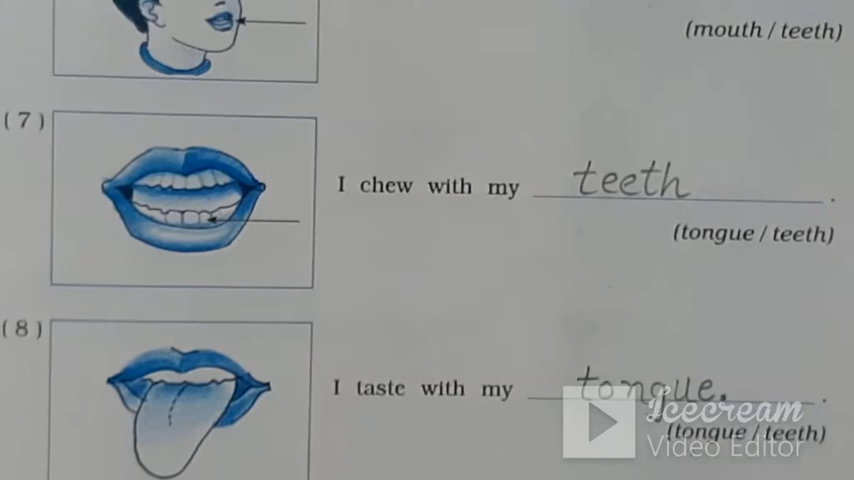 (mouth / teeth)
(7)
I chew with my teeth.
(tongue / teeth)
(8)
I taste with my tongue. .
(tongue / teeth)
Icecream
Video Editor